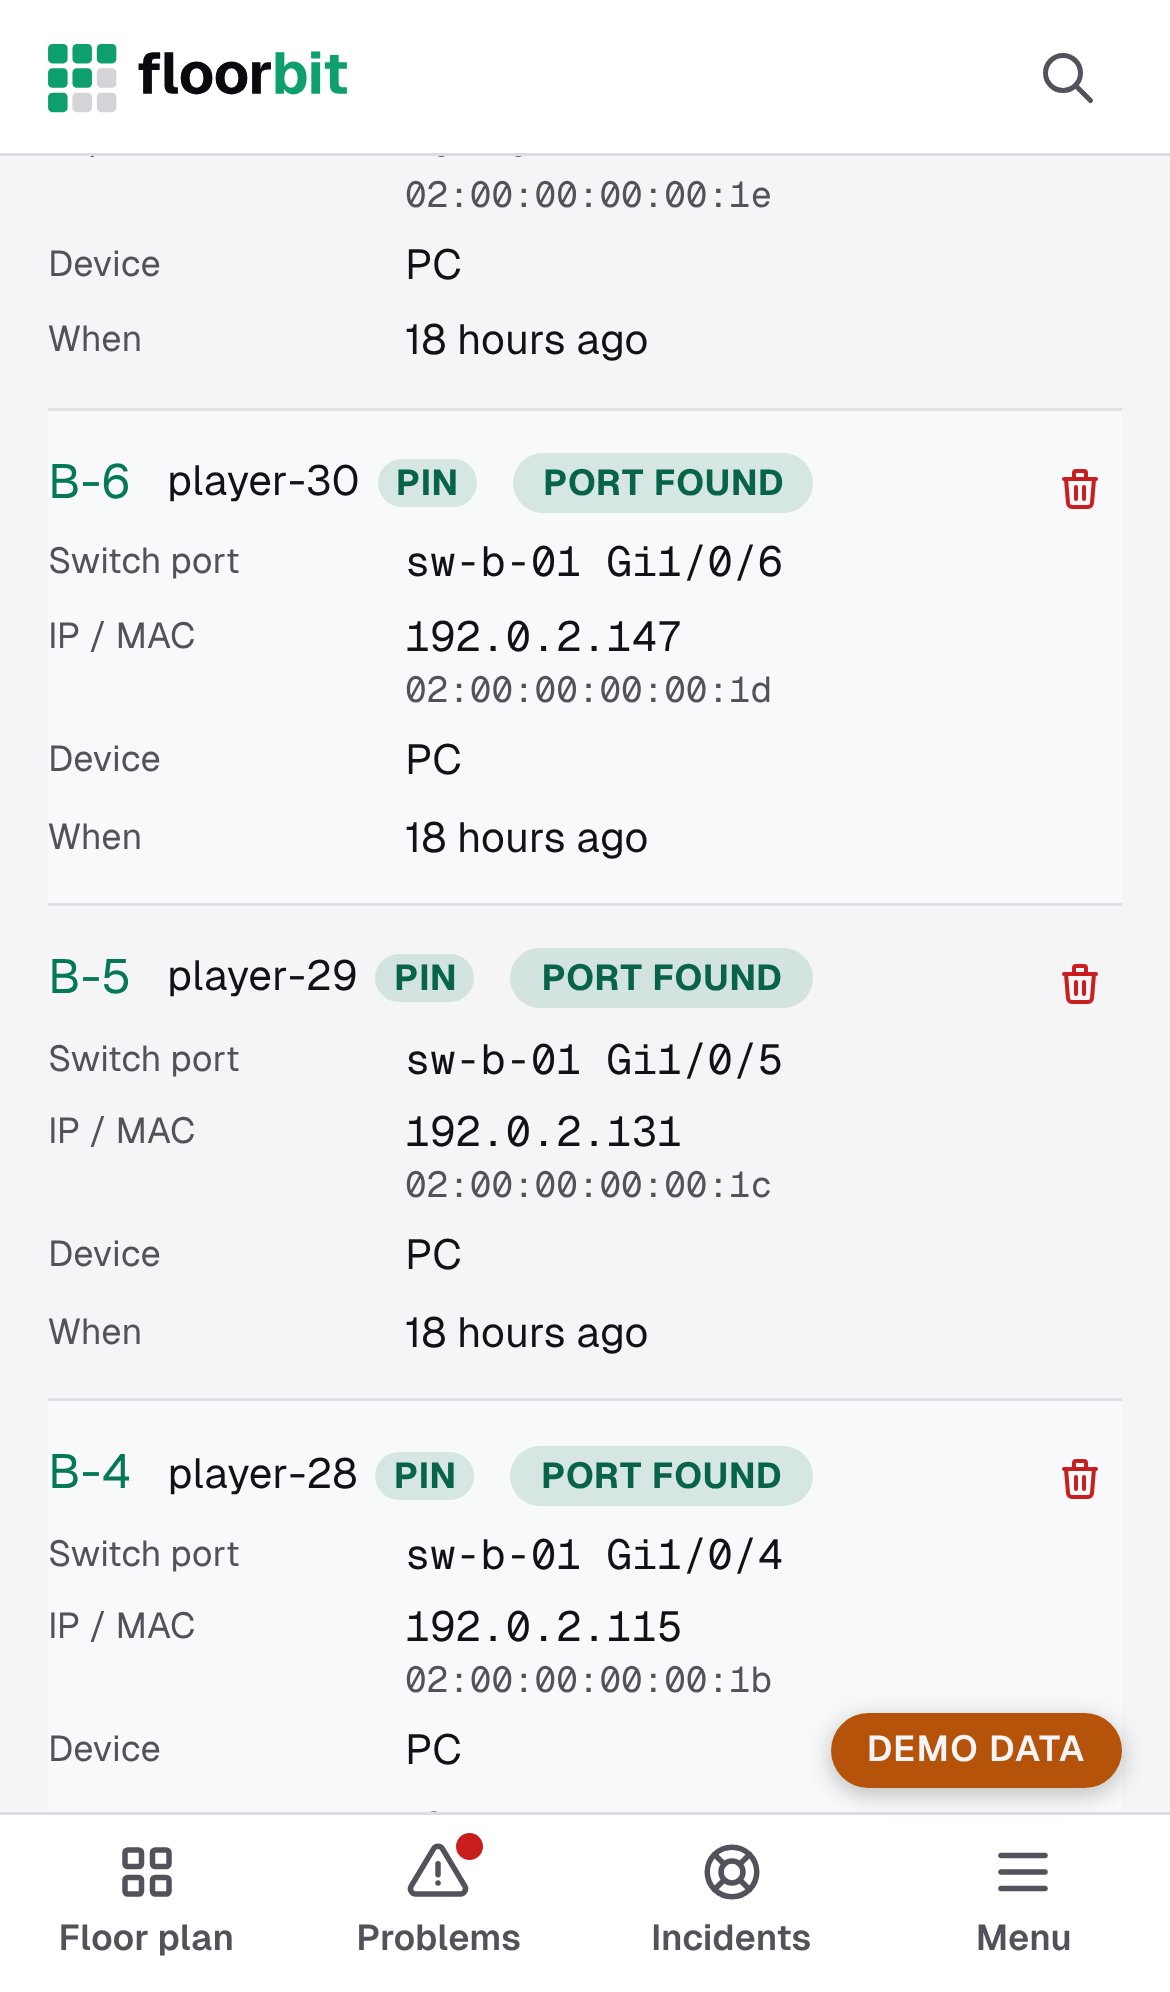 floorbit
02:00:00:00:00:1e
Device PC
When 18 hours ago
B-6 player-30 PIN PORT FOUND
Switch port sw-b-01 Gi1/0/6
IP / MAC 192.0.2.147
02:00:00:00:00:1d
Device PC
When 18 hours ago
B-5 player-29 PIN PORT FOUND
Switch port sw-b-01 Gi1/0/5
IP / MAC 192.0.2.131
02:00:00:00:00:1c
Device PC
When 18 hours ago
B-4 player-28 PIN PORT FOUND
Switch port sw-b-01 Gi1/0/4
IP / MAC 192.0.2.115
02:00:00:00:00:1b
Device PC
DEMO DATA
Floor plan Problems Incidents Menu